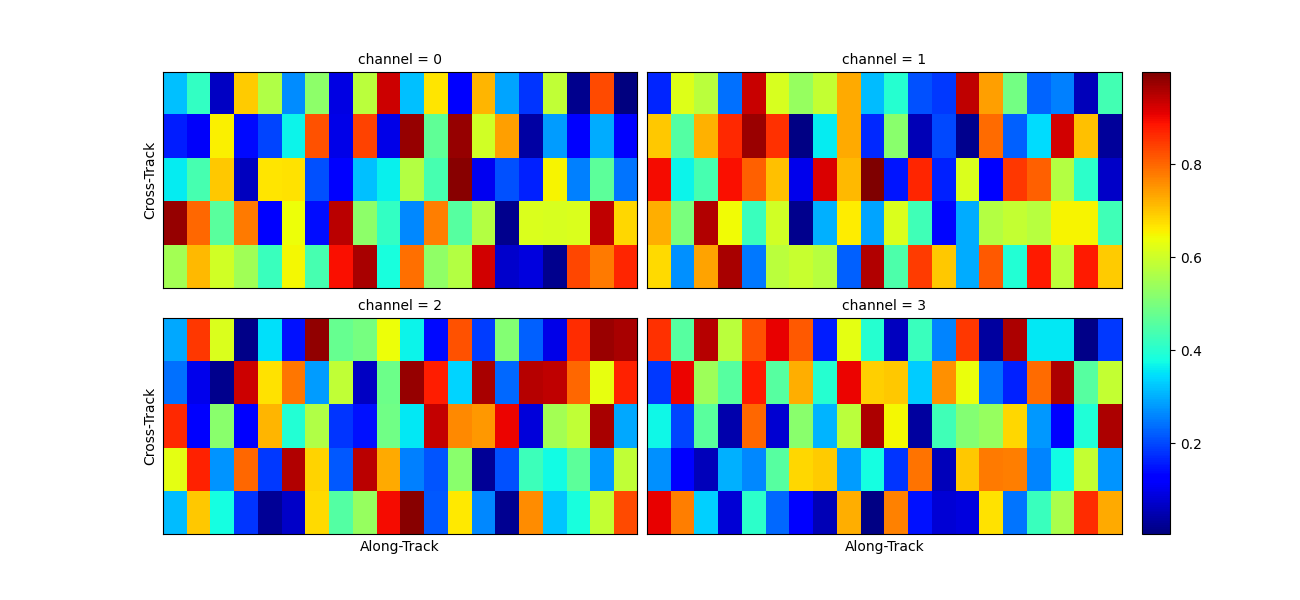 channel = 0
channel = 1
Cross-Track
0.8
0.6
0.4
0.2
channel = 2
channel = 3
Cross-Track
Along-Track
Along-Track